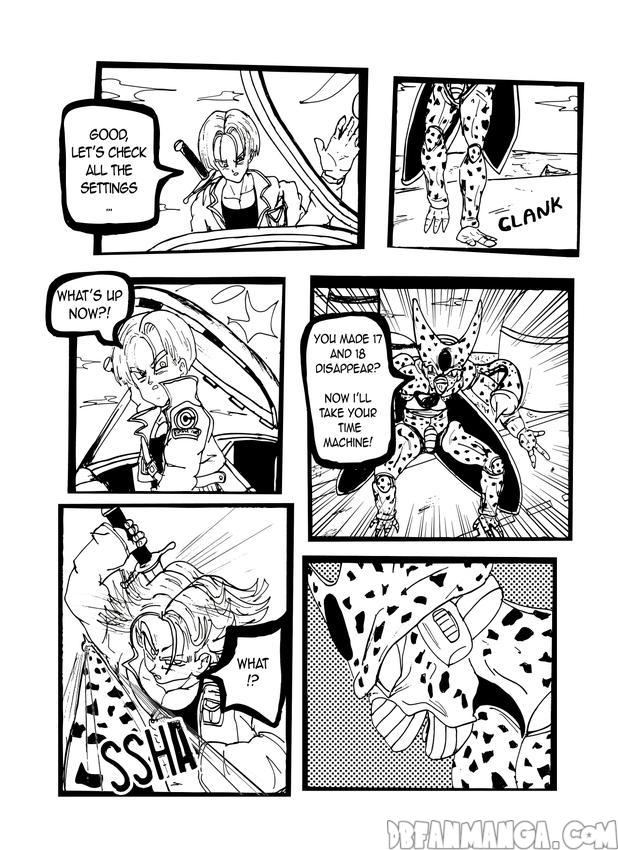 GOOD,
LET'S CHECK
ALL THE
SETTINGS
...
CLANK
WHAT'S UP
NOW?!
YOU MADE 17
AND 18
DISAPPEAR?
NOW I'LL
TAKE YOUR
TIME
MACHINE!
WHAT
!?
SSHA
DBFANMANGA.COM